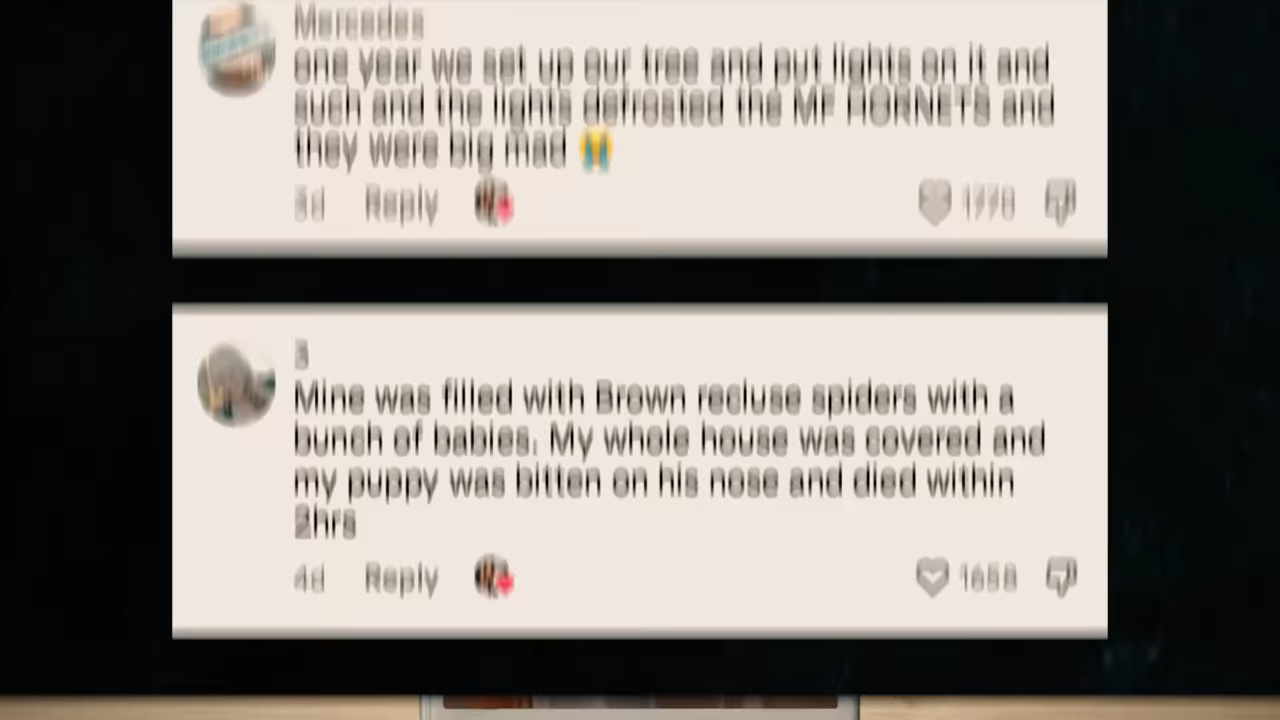 Mercedes
one year we set up our tree and put lights on it and
such and the lights defrosted the MF HORNETS and
they were big mad 😭
3d Reply 1778
3
Mine was filled with Brown recluse spiders with a
bunch of babies. My whole house was covered and
my puppy was bitten on his nose and died within
2hrs
4d Reply 1658